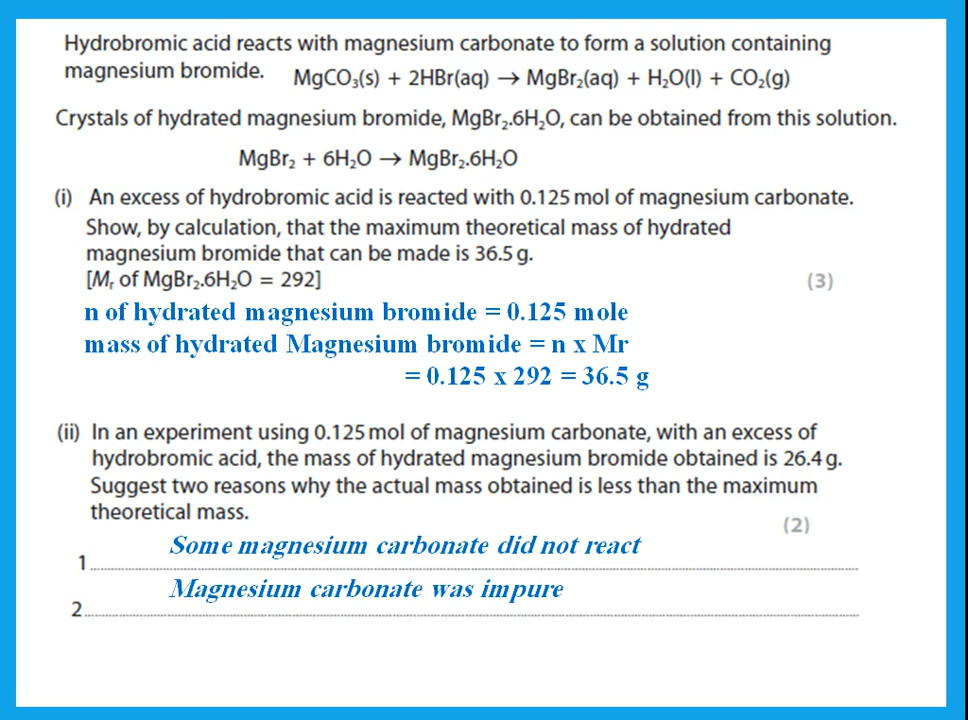 Hydrobromic acid reacts with magnesium carbonate to form a solution containing
magnesium bromide. MgCO₃(s) + 2HBr(aq) → MgBr₂(aq) + H₂O(l) + CO₂(g)
Crystals of hydrated magnesium bromide, MgBr₂.6H₂O, can be obtained from this solution.
MgBr₂ + 6H₂O → MgBr₂.6H₂O
(i) An excess of hydrobromic acid is reacted with 0.125 mol of magnesium carbonate.
Show, by calculation, that the maximum theoretical mass of hydrated
magnesium bromide that can be made is 36.5 g.
[Mᵣ of MgBr₂.6H₂O = 292] (3)
n of hydrated magnesium bromide = 0.125 mole
mass of hydrated Magnesium bromide = n x Mr
= 0.125 x 292 = 36.5 g
(ii) In an experiment using 0.125 mol of magnesium carbonate, with an excess of
hydrobromic acid, the mass of hydrated magnesium bromide obtained is 26.4 g.
Suggest two reasons why the actual mass obtained is less than the maximum
theoretical mass. (2)
1 Some magnesium carbonate did not react
2 Magnesium carbonate was impure